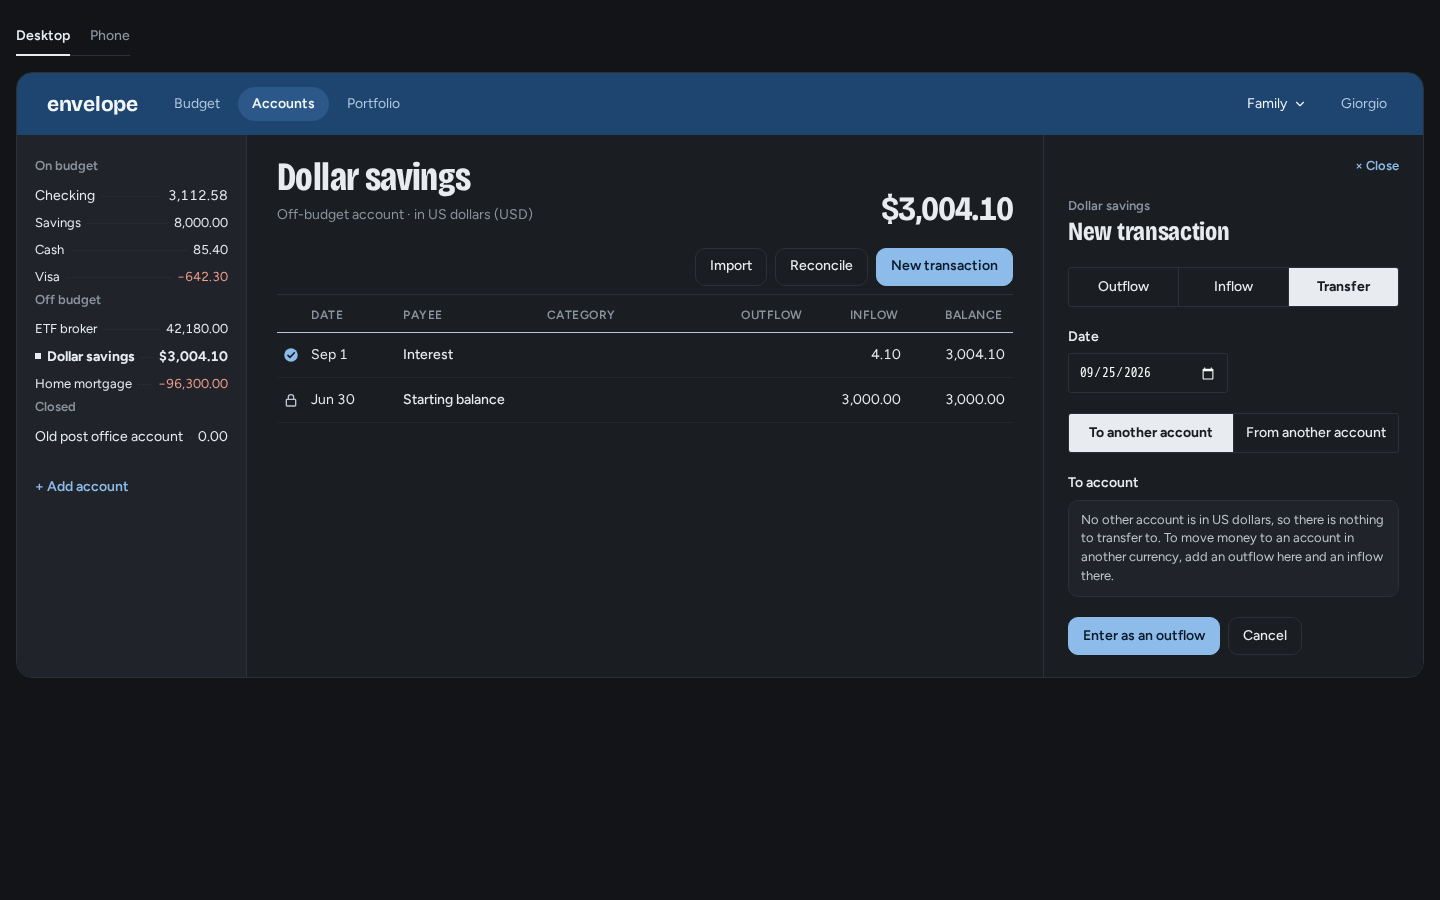 Desktop Phone
envelope Budget Accounts Portfolio Family Giorgio
On budget
Checking 3,112.58
Savings 8,000.00
Cash 85.40
Visa −642.30
Off budget
ETF broker 42,180.00
Dollar savings $3,004.10
Home mortgage −96,300.00
Closed
Old post office account 0.00
+ Add account
Dollar savings
Off-budget account · in US dollars (USD)
$3,004.10
Import Reconcile New transaction
DATE PAYEE CATEGORY OUTFLOW INFLOW BALANCE
Sep 1 Interest 4.10 3,004.10
Jun 30 Starting balance 3,000.00 3,000.00
× Close
Dollar savings
New transaction
Outflow Inflow Transfer
Date
09/25/2026
To another account From another account
To account
No other account is in US dollars, so there is nothing
to transfer to. To move money to an account in
another currency, add an outflow here and an inflow
there.
Enter as an outflow Cancel